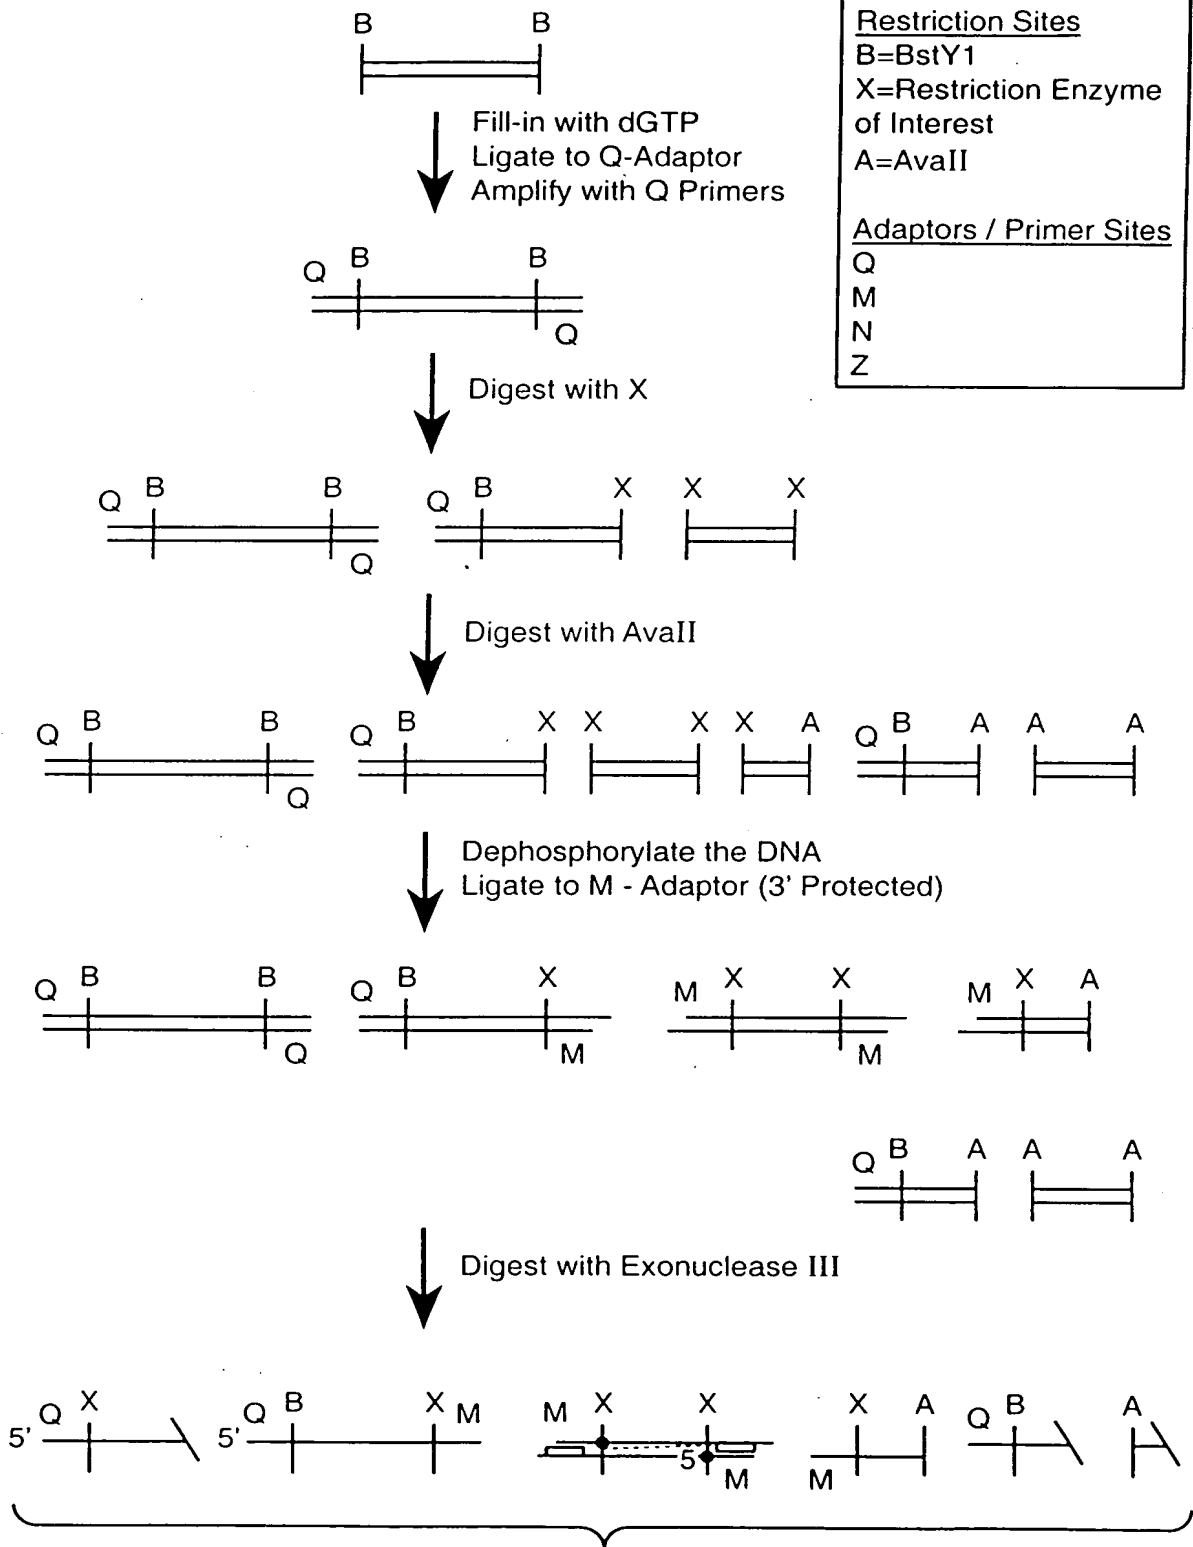 B B
Restriction Sites
B=BstY1
X=Restriction Enzyme
of Interest
A=AvaII
Adaptors / Primer Sites
Q
M
N
Z
Fill-in with dGTP
Ligate to Q-Adaptor
Amplify with Q Primers
Q B B
Q
Digest with X
Q B B Q B X X X
Q
Digest with AvaII
Q B B Q B X X X X A Q B A A A
Q
Dephosphorylate the DNA
Ligate to M - Adaptor (3' Protected)
Q B B Q B X M X X M X A
Q M M
Q B A A A
Digest with Exonuclease III
5' Q X 5' Q B X M M X X X A Q B A
5 M M